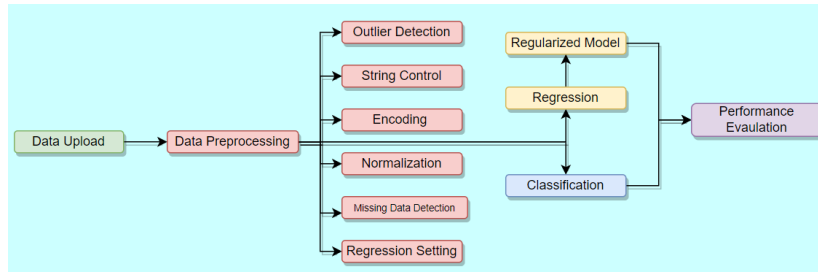 Data Upload
Data Preprocessing
Outlier Detection
String Control
Encoding
Normalization
Missing Data Detection
Regression Setting
Regularized Model
Regression
Classification
Performance
Evaulation